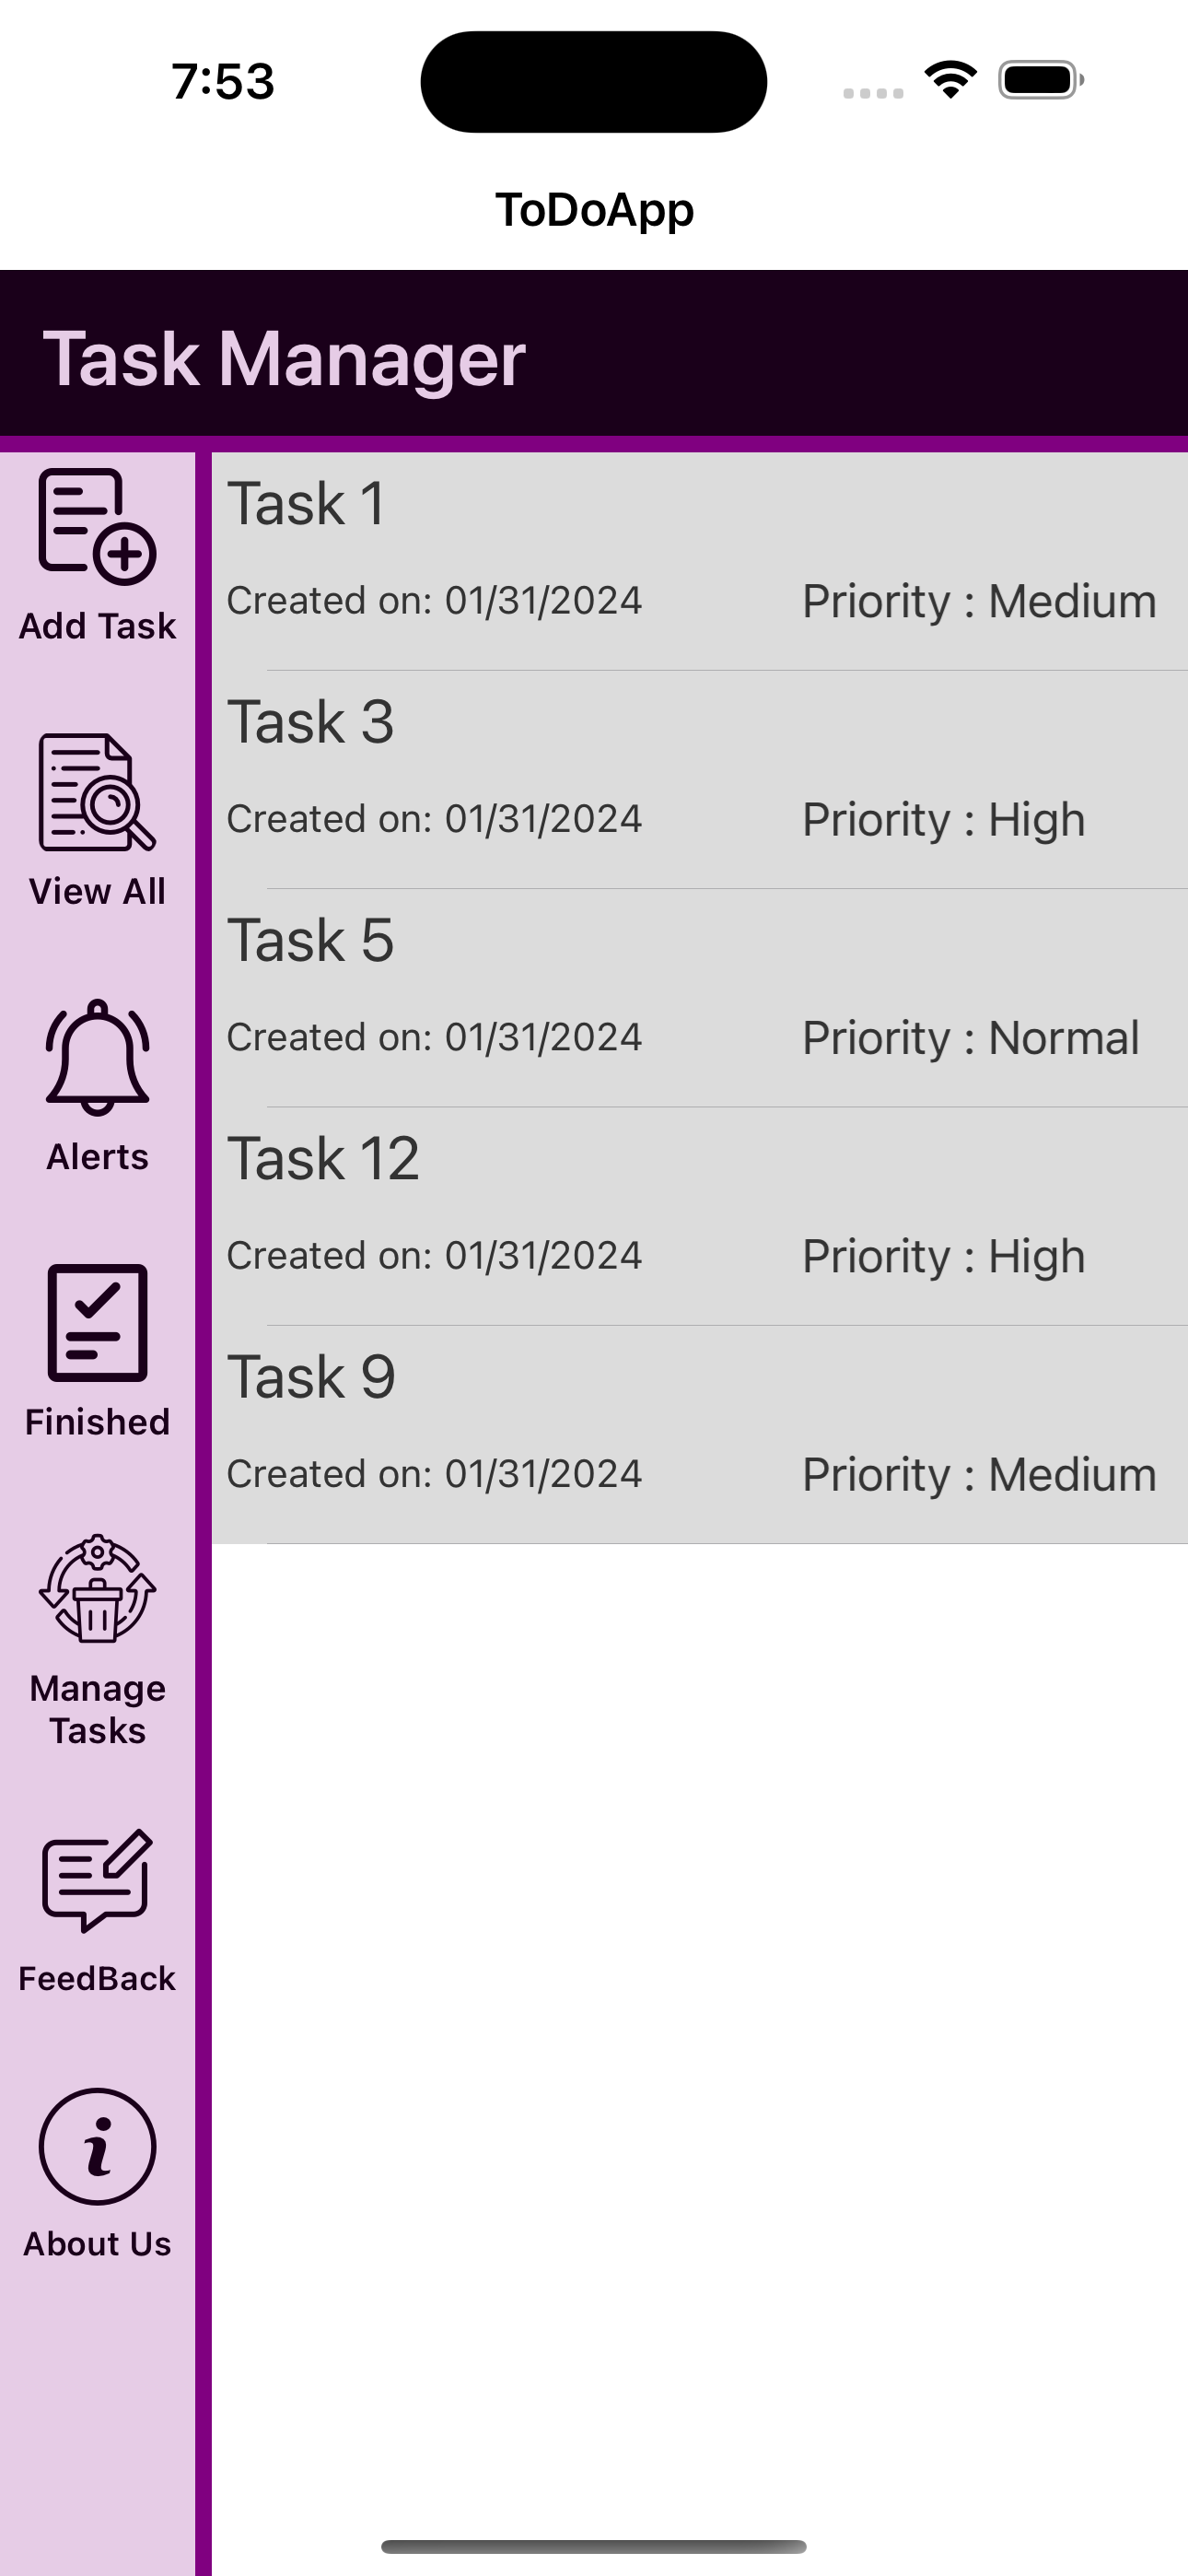 7:53
ToDoApp
Task Manager
Add Task
View All
Alerts
Finished
Manage
Tasks
FeedBack
About Us
Task 1
Created on: 01/31/2024 Priority : Medium
Task 3
Created on: 01/31/2024 Priority : High
Task 5
Created on: 01/31/2024 Priority : Normal
Task 12
Created on: 01/31/2024 Priority : High
Task 9
Created on: 01/31/2024 Priority : Medium